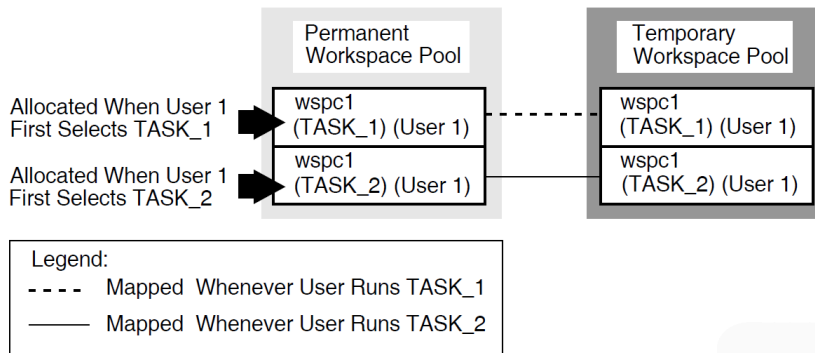 Permanent
Workspace Pool
Temporary
Workspace Pool
Allocated When User 1
First Selects TASK_1
wspc1
(TASK_1) (User 1)
wspc1
(TASK_1) (User 1)
Allocated When User 1
First Selects TASK_2
wspc1
(TASK_2) (User 1)
wspc1
(TASK_2) (User 1)
Legend:
Mapped Whenever User Runs TASK_1
Mapped Whenever User Runs TASK_2